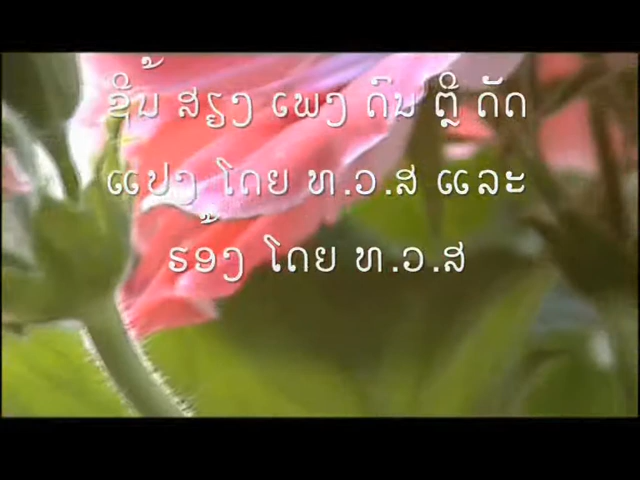 ຊິ້ນ ສຽງ ເພງ ດົນ ຕຼີ ດັດ
ແປງ ໂດຍ ທ.ວ.ສ ແລະ
ຮ້ອງ ໂດຍ ທ.ວ.ສ